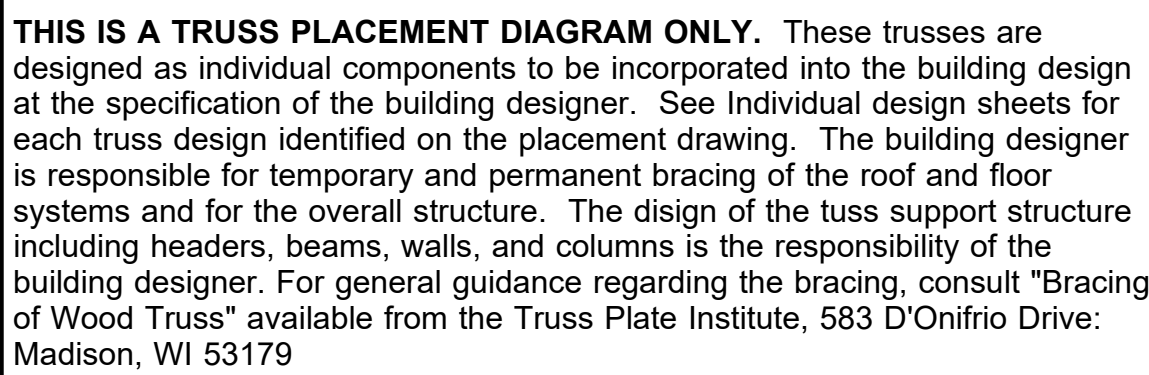 THIS IS A TRUSS PLACEMENT DIAGRAM ONLY.  These trusses are
designed as individual components to be incorporated into the building design
at the specification of the building designer.  See Individual design sheets for
each truss design identified on the placement drawing.  The building designer
is responsible for temporary and permanent bracing of the roof and floor
systems and for the overall structure.  The disign of the tuss support structure
including headers, beams, walls, and columns is the responsibility of the
building designer. For general guidance regarding the bracing, consult "Bracing
of Wood Truss" available from the Truss Plate Institute, 583 D'Onifrio Drive:
Madison, WI 53179